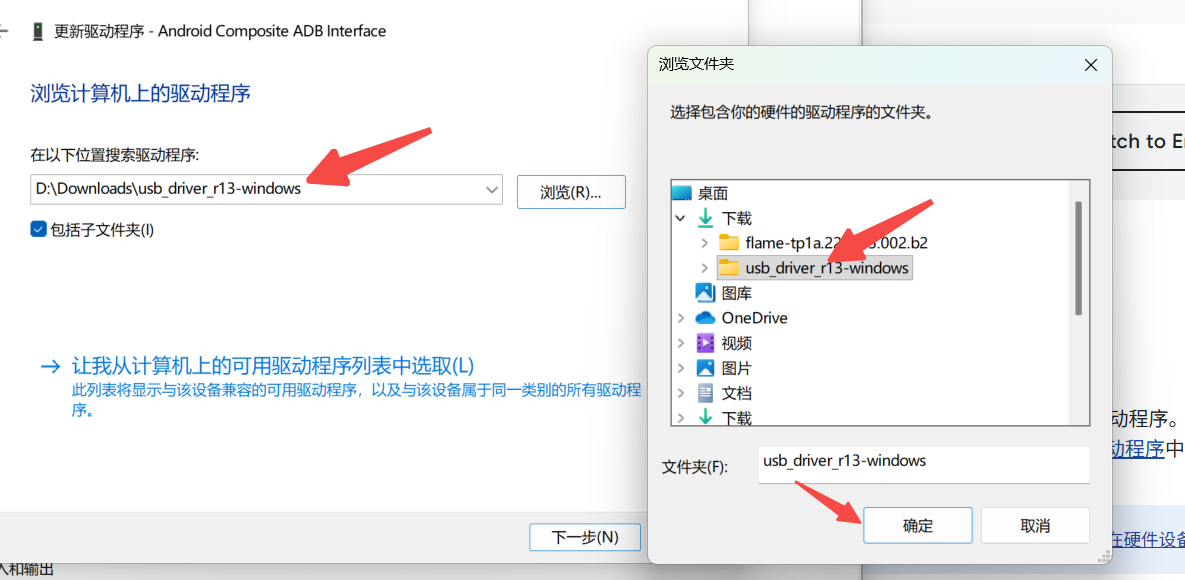 更新驱动程序 - Android Composite ADB Interface
浏览计算机上的驱动程序
在以下位置搜索驱动程序:
D:\Downloads\usb_driver_r13-windows
浏览(R)...
包括子文件夹(I)
让我从计算机上的可用驱动程序列表中选取(L)
此列表将显示与该设备兼容的可用驱动程序，以及与该设备属于同一类别的所有驱动程
序。
下一步(N)
入和输出
浏览文件夹
选择包含你的硬件的驱动程序的文件夹。
桌面
下载
flame-tp1a.22 5.002.b2
usb_driver_r13-windows
图库
OneDrive
视频
图片
文档
下载
文件夹(F):
usb_driver_r13-windows
确定
取消
tch to E
动程序。
动程序中
在硬件设备